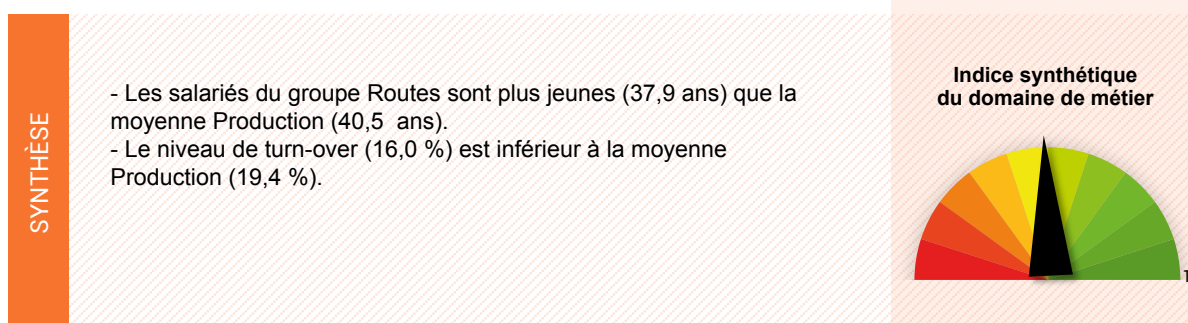 SYNTHÈSE
- Les salariés du groupe Routes sont plus jeunes (37,9 ans) que la
moyenne Production (40,5 ans).
- Le niveau de turn-over (16,0 %) est inférieur à la moyenne
Production (19,4 %).
Indice synthétique
du domaine de métier